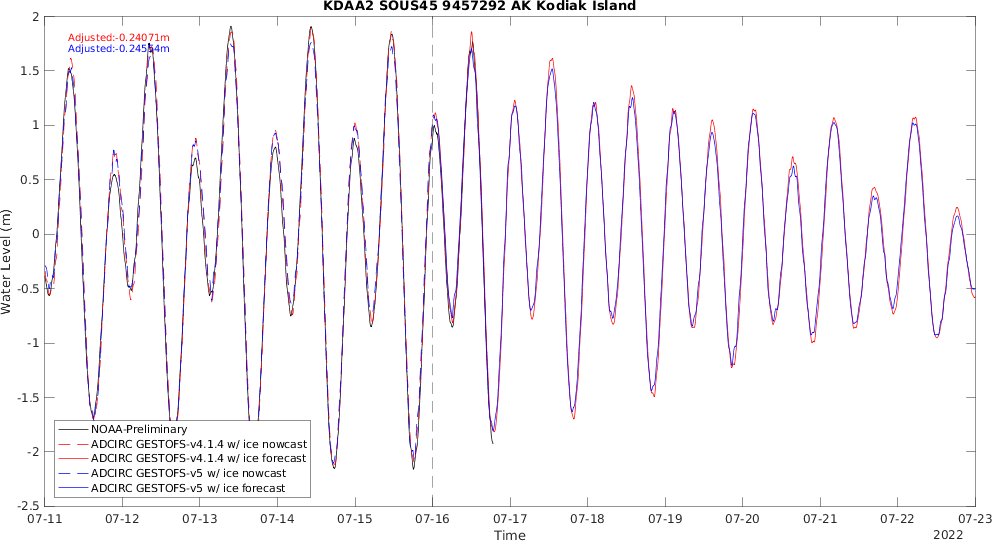 KDAA2 SOUS45 9457292 AK Kodiak Island
Adjusted:-0.24071m
Water Level (m)
2
1.5
1
0.5
0
-0.5
-1
-1.5
-2
-2.5
NOAA-Preliminary
ADCIRC GESTOFS-v4.1.4 w/ ice nowcast
ADCIRC GESTOFS-v4.1.4 w/ ice forecast
ADCIRC GESTOFS-v5 w/ ice nowcast
ADCIRC GESTOFS-v5 w/ ice forecast
07-11 07-12 07-13 07-14 07-15 07-16 07-17 07-18 07-19 07-20 07-21 07-22 07-23
Time
2022